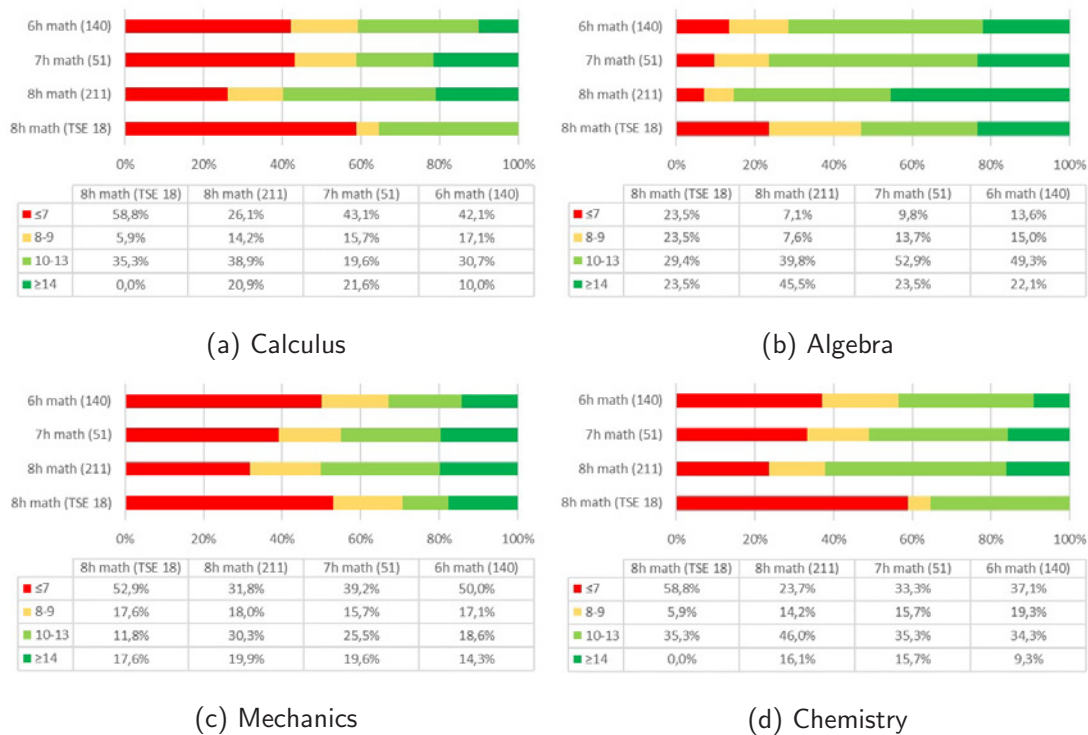 6h math (140)
7h math (51)
8h math (211)
8h math (TSE 18)
0% 20% 40% 60% 80% 100%
8h math (TSE 18) 8h math (211) 7h math (51) 6h math (140)
≤7 58,8% 26,1% 43,1% 42,1%
8-9 5,9% 14,2% 15,7% 17,1%
10-13 35,3% 38,9% 19,6% 30,7%
≥14 0,0% 20,9% 21,6% 10,0%
(a) Calculus
6h math (140)
7h math (51)
8h math (211)
8h math (TSE 18)
0% 20% 40% 60% 80% 100%
8h math (TSE 18) 8h math (211) 7h math (51) 6h math (140)
≤7 23,5% 7,1% 9,8% 13,6%
8-9 23,5% 7,6% 13,7% 15,0%
10-13 29,4% 39,8% 52,9% 49,3%
≥14 23,5% 45,5% 23,5% 22,1%
(b) Algebra
6h math (140)
7h math (51)
8h math (211)
8h math (TSE 18)
0% 20% 40% 60% 80% 100%
8h math (TSE 18) 8h math (211) 7h math (51) 6h math (140)
≤7 52,9% 31,8% 39,2% 50,0%
8-9 17,6% 18,0% 15,7% 17,1%
10-13 11,8% 30,3% 25,5% 18,6%
≥14 17,6% 19,9% 19,6% 14,3%
(c) Mechanics
6h math (140)
7h math (51)
8h math (211)
8h math (TSE 18)
0% 20% 40% 60% 80% 100%
8h math (TSE 18) 8h math (211) 7h math (51) 6h math (140)
≤7 58,8% 23,7% 33,3% 37,1%
8-9 5,9% 14,2% 15,7% 19,3%
10-13 35,3% 46,0% 35,3% 34,3%
≥14 0,0% 16,1% 15,7% 9,3%
(d) Chemistry